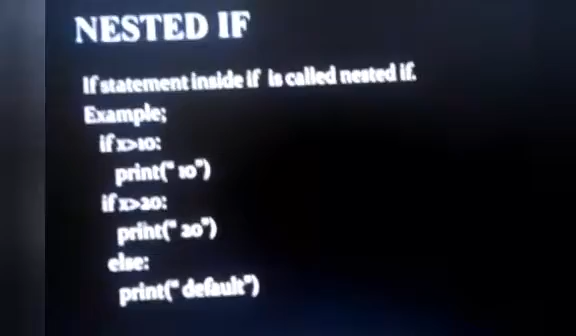 NESTED IF
If statement inside if is called nested if.
Example;
if x>10:
print(" 10")
if x>20:
print(" 20")
else:
print(" default")